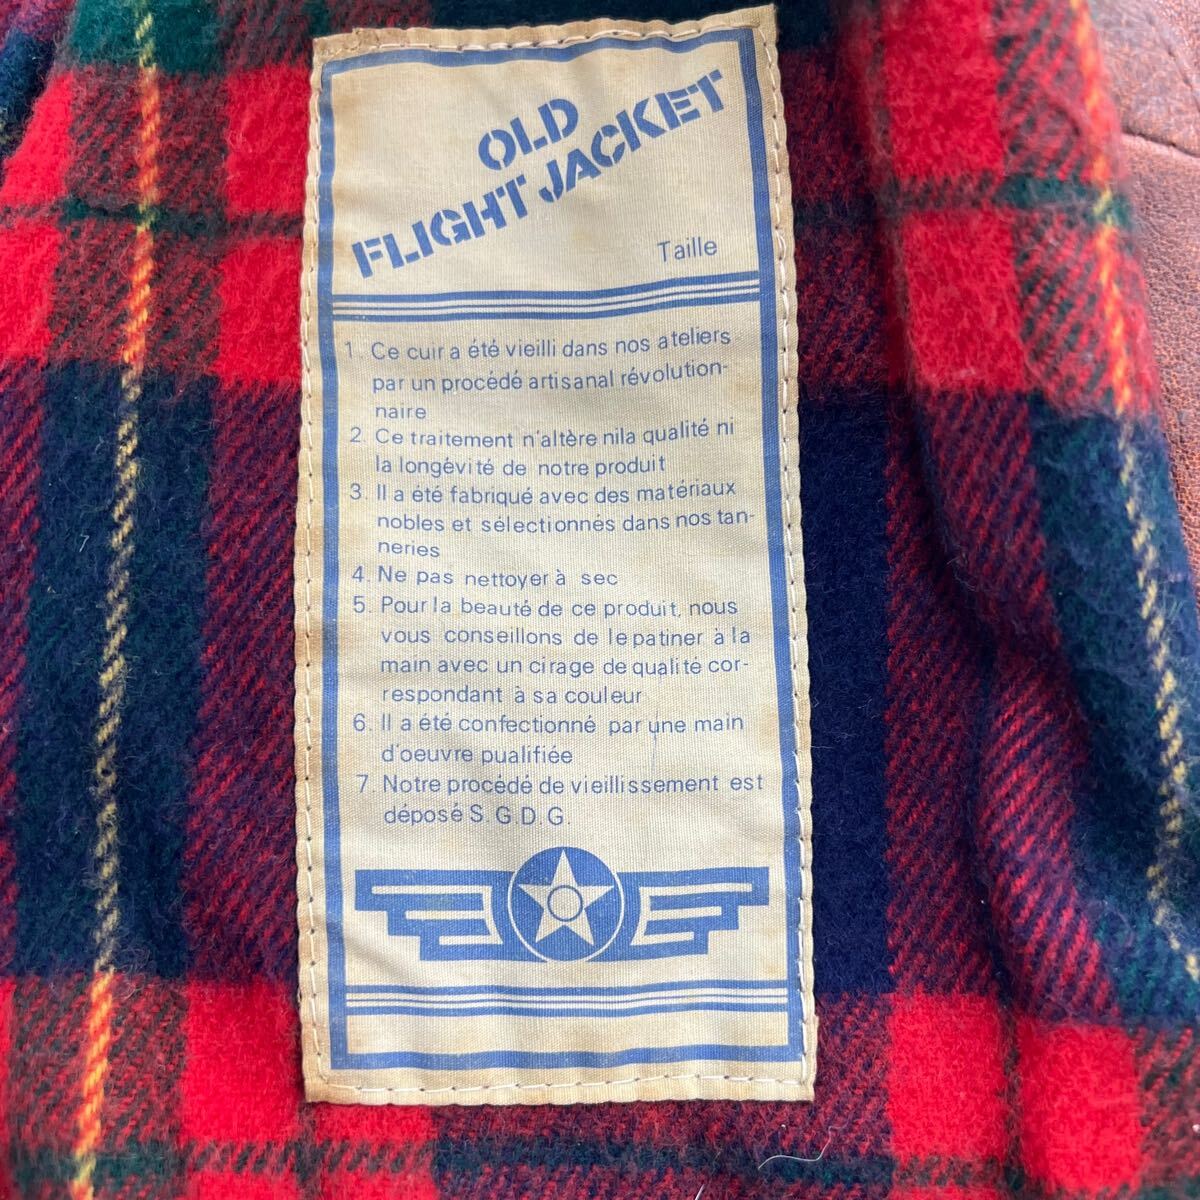 OLD
FLIGHT JACKET
Taille
1. Ce cuir a été vieilli dans nos ateliers
par un procédé artisanal révolution-
naire
2. Ce traitement n'altère nila qualité ni
la longévité de notre produit
3. Il a été fabriqué avec des matériaux
nobles et sélectionnés dans nos tan-
neries
4. Ne pas nettoyer à sec
5. Pour la beauté de ce produit, nous
vous conseillons de le patiner à la
main avec un cirage de qualité cor-
respondant à sa couleur
6. Il a été confectionné par une main
d'oeuvre pualifiée
7. Notre procédé de vieillissement est
déposé S.G.D.G.